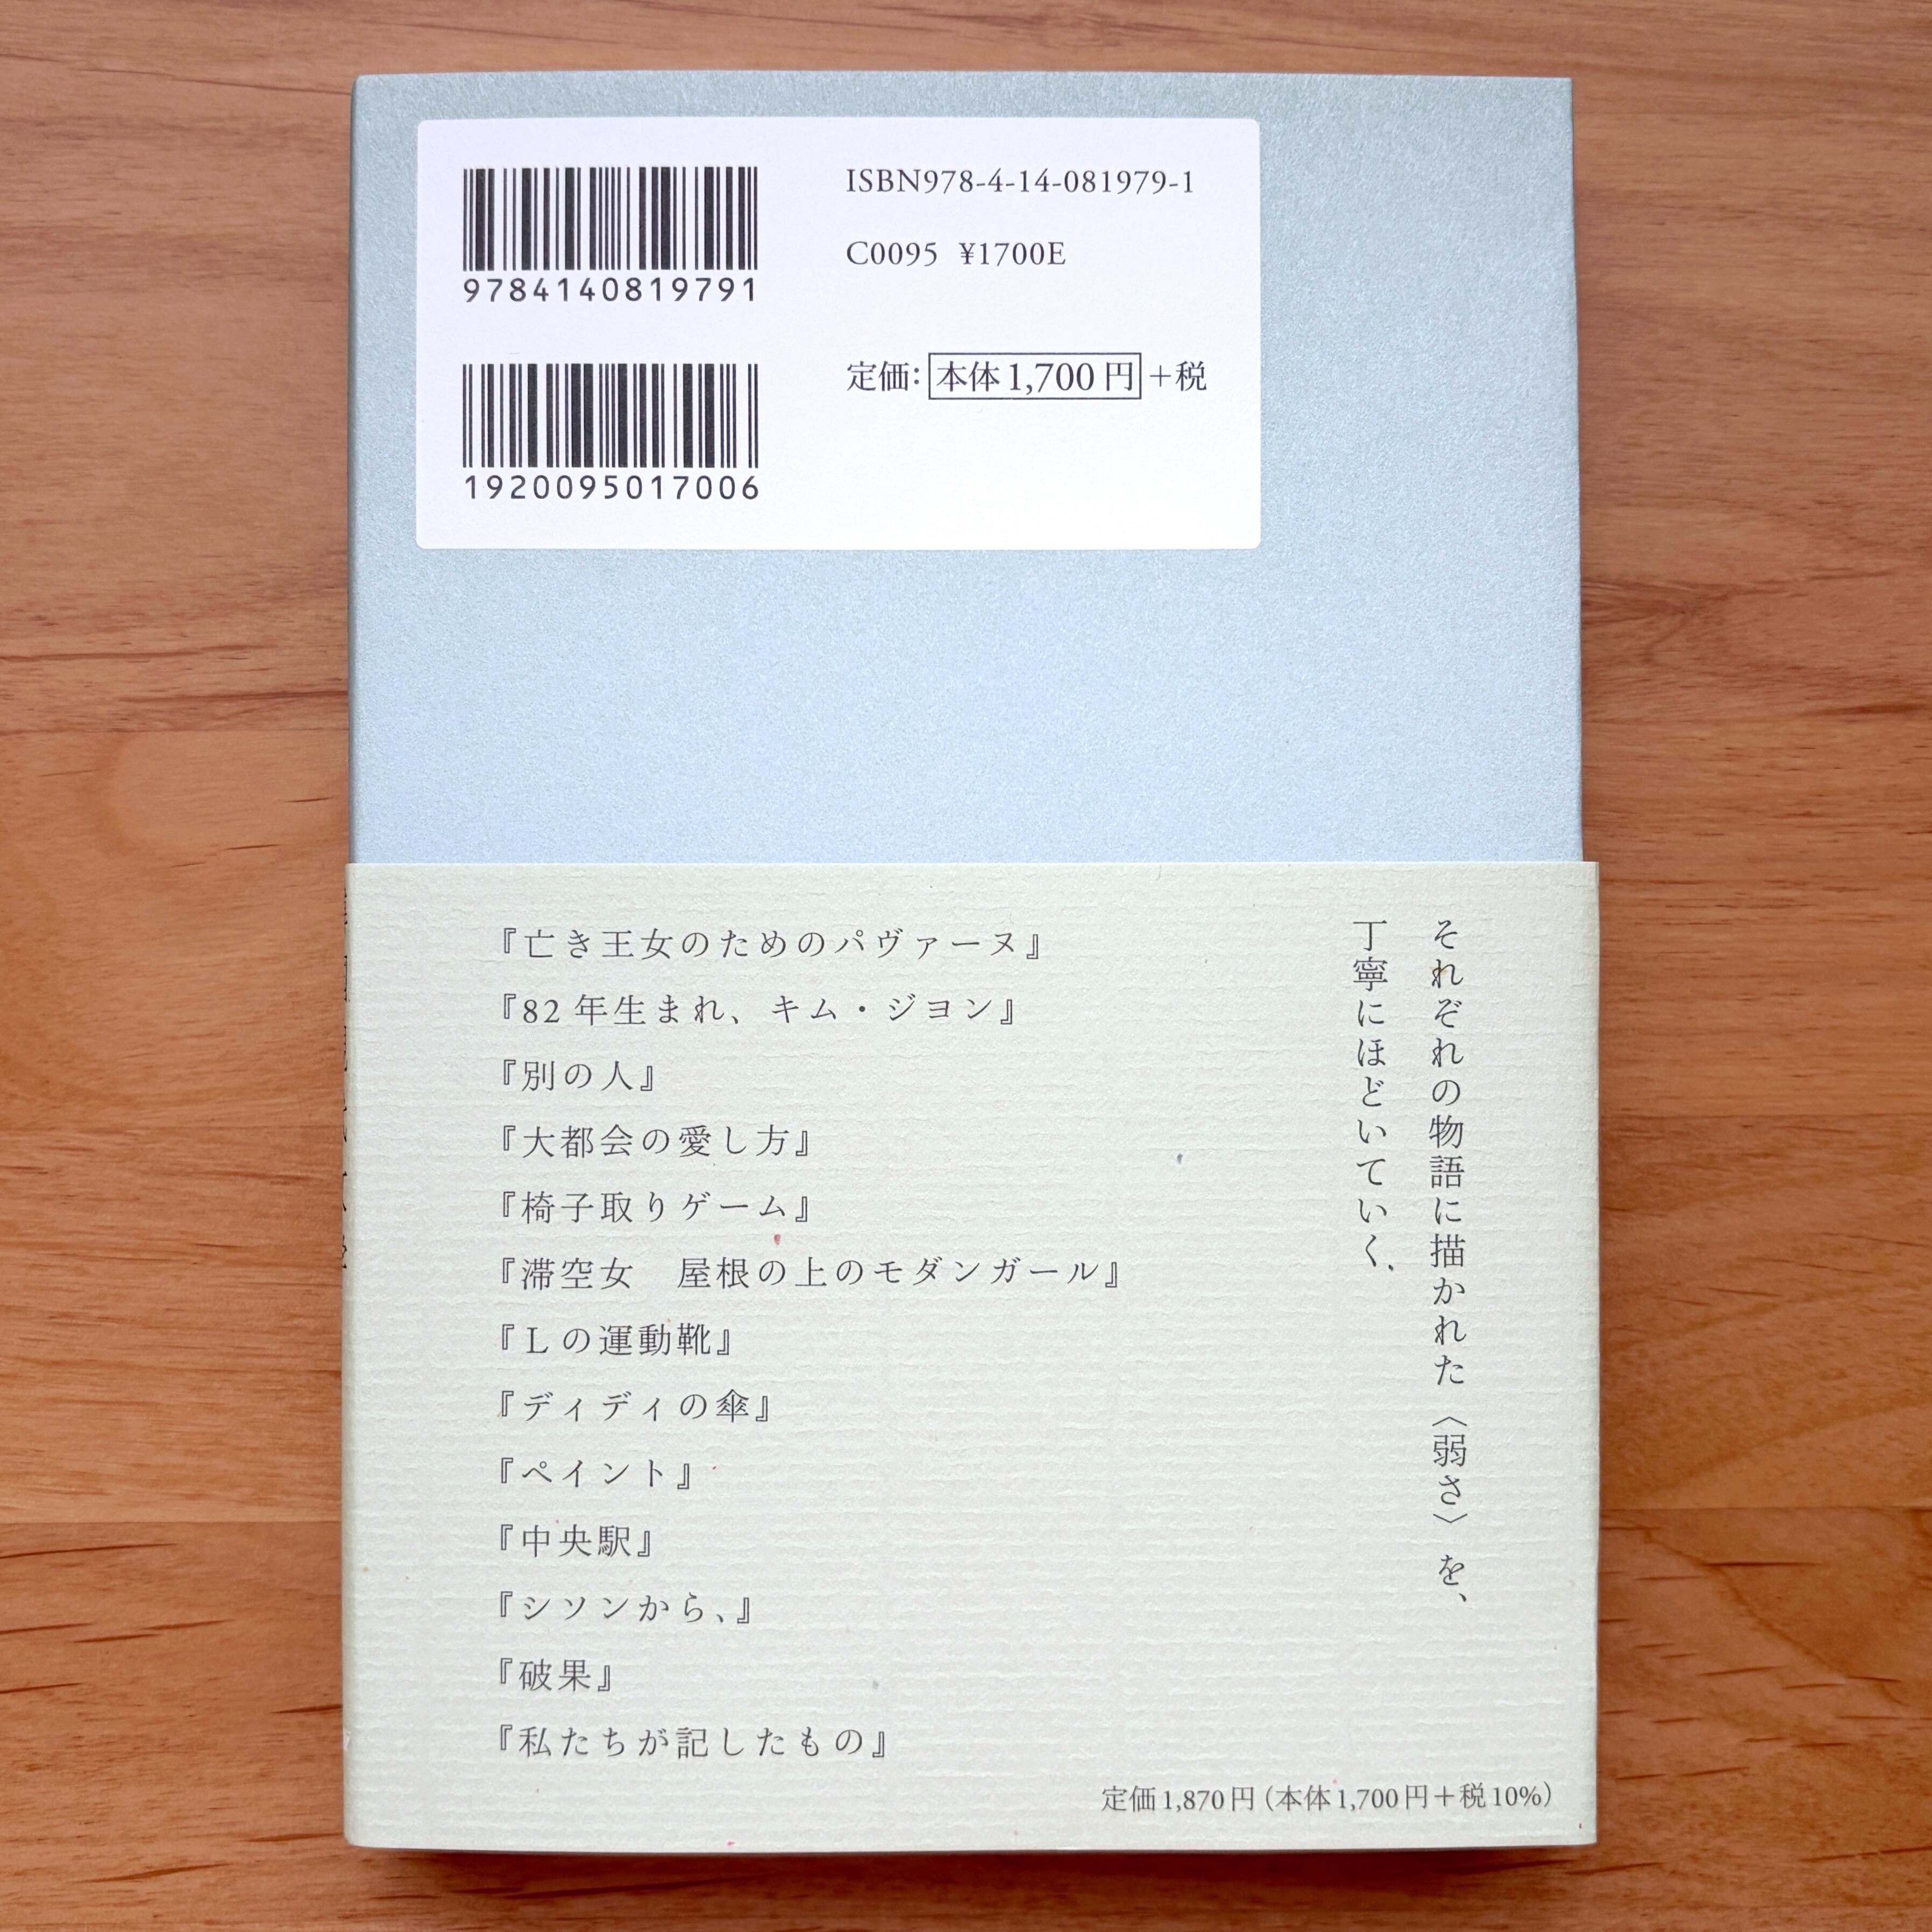 9784140819791
1920095017006
ISBN978-4-14-081979-1
C0095 ¥1700E
定価：本体1,700円＋税
それぞれの物語に描かれた〈弱さ〉を、
丁寧にほどいていく、
『亡き王女のためのパヴァーヌ』
『82年生まれ、キム・ジヨン』
『別の人』
『大都会の愛し方』
『椅子取りゲーム』
『滞空女　屋根の上のモダンガール』
『Ｌの運動靴』
『ディディの傘』
『ペイント』
『中央駅』
『シソンから、』
『破果』
『私たちが記したもの』
定価1,870円（本体1,700円＋税10%）